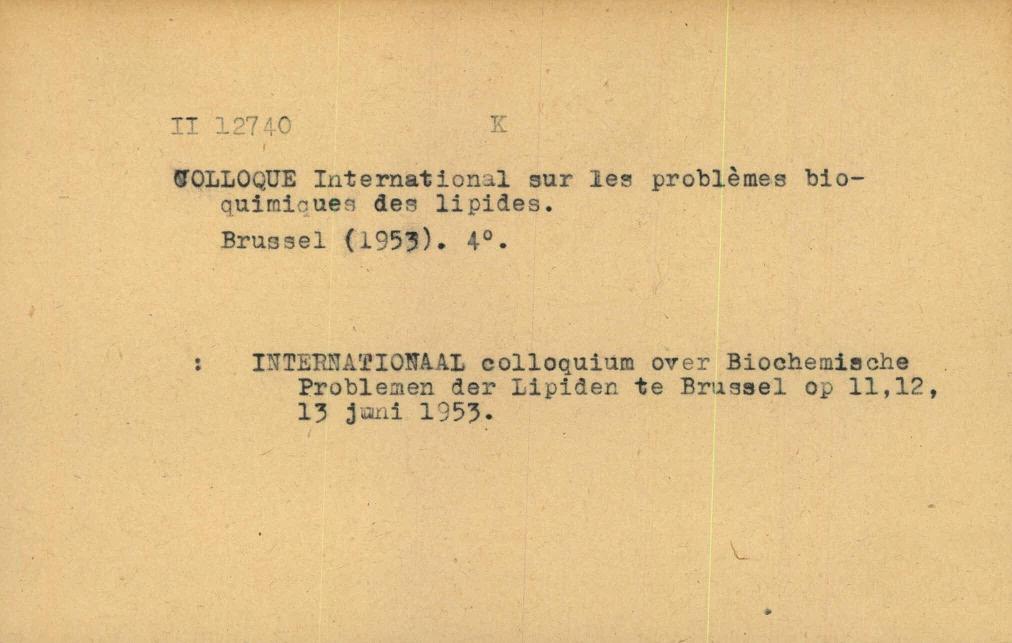 II 12740 K
COLLOQUE International sur les problèmes bio-
quimiques des lipides.
Brussel (1953). 4°.
: INTERNATIONAAL colloquium over Biochemische
Problemen der Lipiden te Brussel op 11,12,
13 juni 1953.